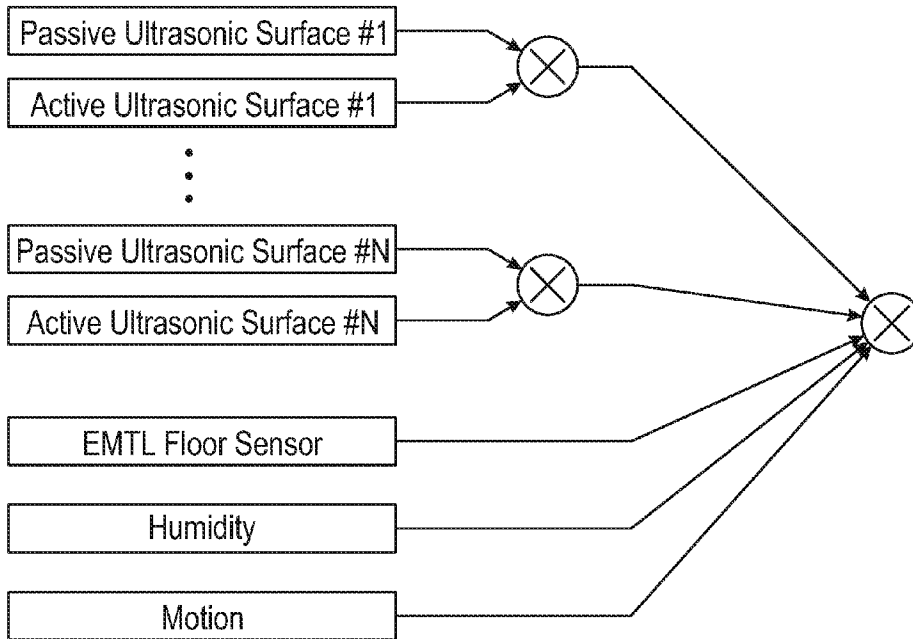 Passive Ultrasonic Surface #1
Active Ultrasonic Surface #1
Passive Ultrasonic Surface #N
Active Ultrasonic Surface #N
EMTL Floor Sensor
Humidity
Motion